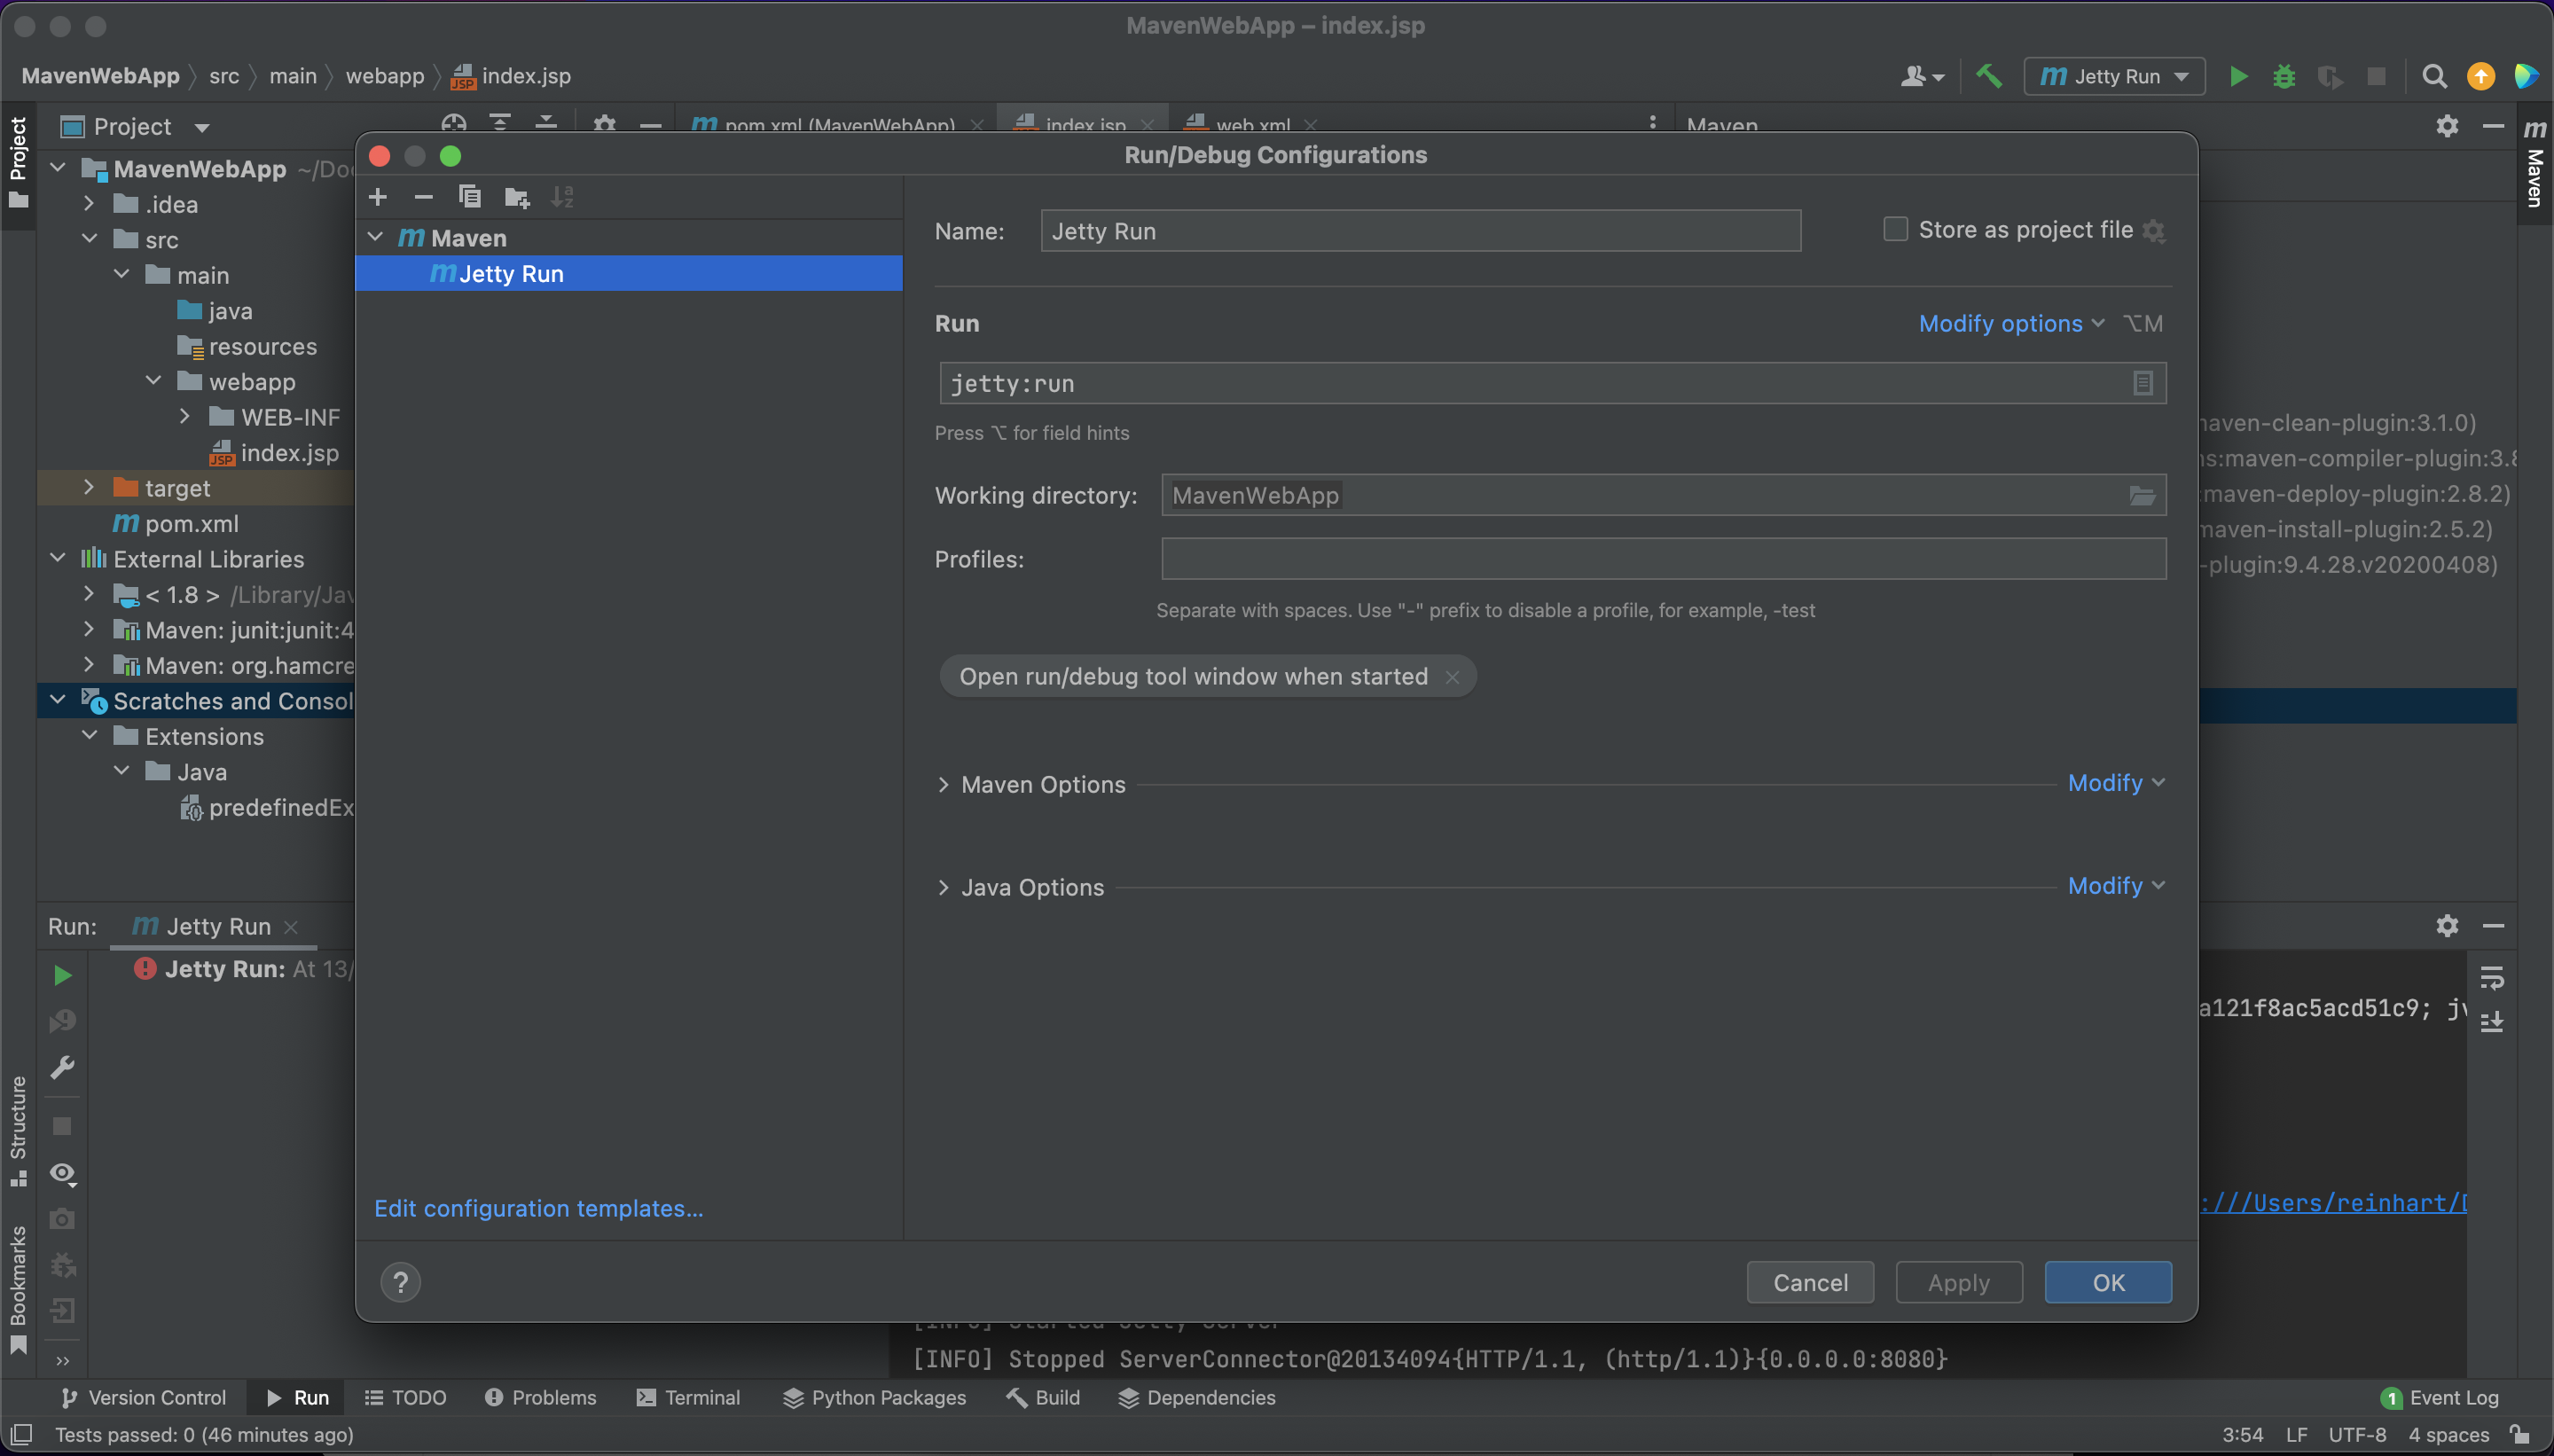 MavenWebApp – index.jsp
MavenWebApp src main webapp index.jsp
Jetty Run
Project
pom.xml (MavenWebApp)
index.jsp
web.xml
Maven
Project
Maven
MavenWebApp
.idea
src
main
java
resources
webapp
WEB-INF
index.jsp
target
pom.xml
External Libraries
< 1.8 > /Library/
Maven: junit:junit:4
Maven:
Scratches and
Extensions
Java
Run/Debug Configurations
Maven
Jetty Run
Edit configuration templates...
Name: Jetty Run
Store as project file
Run
Modify options ⌥M
jetty:run
Press ⌥ for field hints
Working directory: MavenWebApp
Profiles:
Separate with spaces. Use "-" prefix to disable a profile, for example, -test
Open run/debug tool window when started
Maven Options
Modify
Java Options
Modify
?
Cancel
Apply
OK
maven-clean-plugin:3.1.0)
:maven-compiler-plugin:3.8
:maven-deploy-plugin:2.8.2)
maven-install-plugin:2.5.2)
-plugin:9.4.28.v20200408)
Run: Jetty Run
Jetty Run: At 13/
a121f8ac5acd51c9;
:///Users/reinhart/
[INFO] Stopped ServerConnector@20134094{HTTP/1.1, (http/1.1)}{0.0.0.0:8080}
Structure
Bookmarks
Version Control
Run
TODO
Problems
Terminal
Python Packages
Build
Dependencies
1 Event Log
Tests passed: 0 (46 minutes ago)
3:54 LF UTF-8 4 spaces